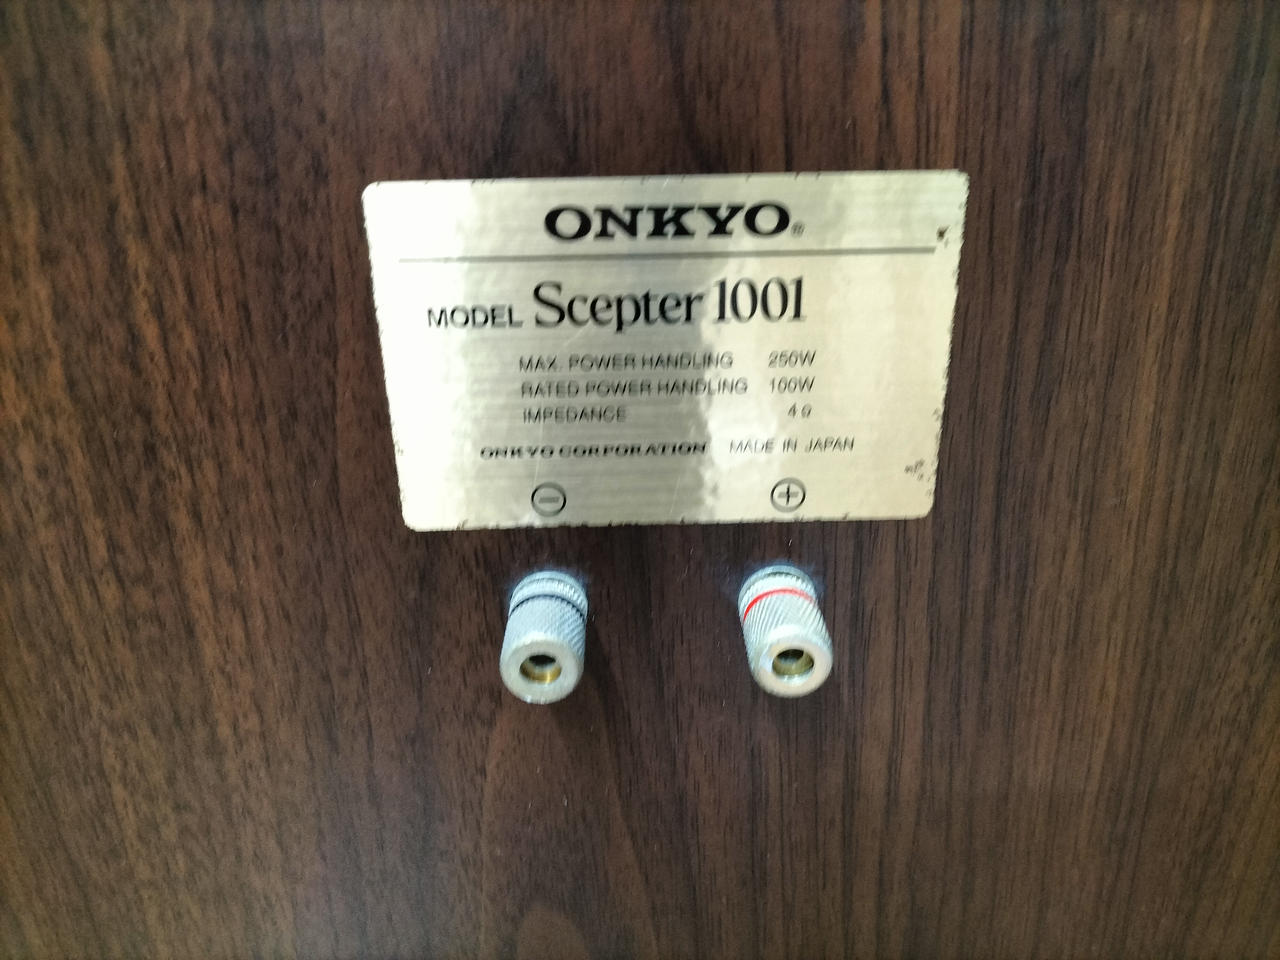 ONKYO®
MODEL Scepter 1001
MAX. POWER HANDLING 250W
RATED POWER HANDLING 100W
IMPEDANCE 4Ω
ONKYO CORPORATION MADE IN JAPAN
⊖ ⊕